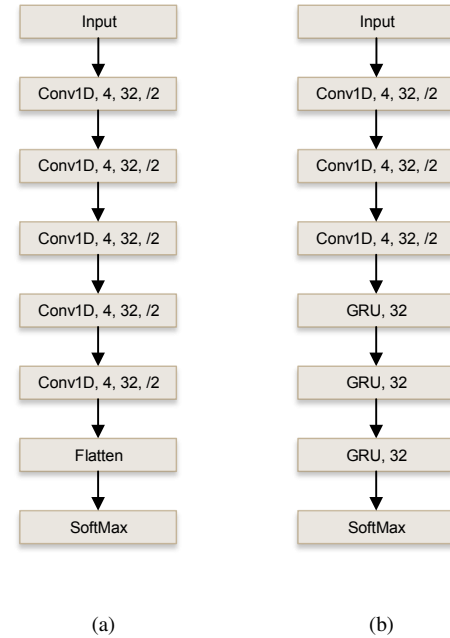 Input
Conv1D, 4, 32, /2
Conv1D, 4, 32, /2
Conv1D, 4, 32, /2
Conv1D, 4, 32, /2
Conv1D, 4, 32, /2
Flatten
SoftMax
(a)
Input
Conv1D, 4, 32, /2
Conv1D, 4, 32, /2
Conv1D, 4, 32, /2
GRU, 32
GRU, 32
GRU, 32
SoftMax
(b)